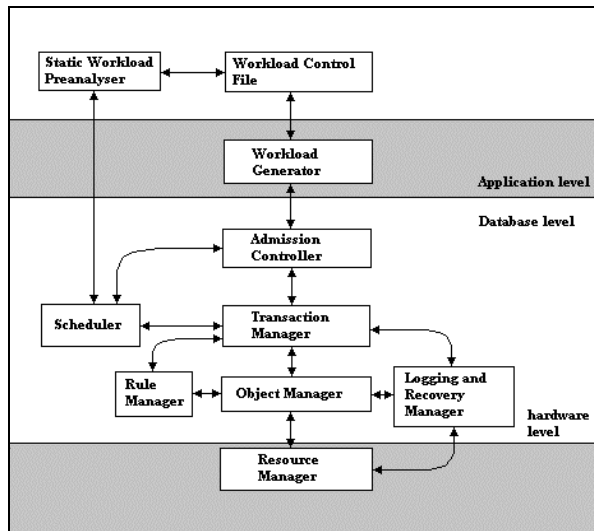 Static Workload
Preanalyser
Workload Control
File
Workload
Generator
Application level
Database level
Admission
Controller
Scheduler
Transaction
Manager
Rule
Manager
Object Manager
Logging and
Recovery
Manager
hardware
level
Resource
Manager